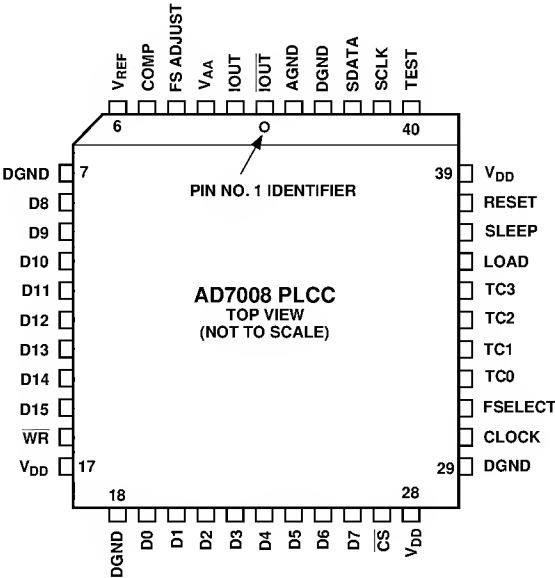 VREF
COMP
FS ADJUST
VAA
IOUT
I̅O̅U̅T̅
AGND
DGND
SDATA
SCLK
TEST
6
40
PIN NO. 1 IDENTIFIER
DGND
7
D8
D9
D10
D11
D12
D13
D14
D15
W̅R̅
VDD
17
39
VDD
RESET
SLEEP
LOAD
TC3
TC2
TC1
TC0
FSELECT
CLOCK
29
DGND
AD7008 PLCC
TOP VIEW
(NOT TO SCALE)
18
28
DGND
D0
D1
D2
D3
D4
D5
D6
D7
C̅S̅
VDD